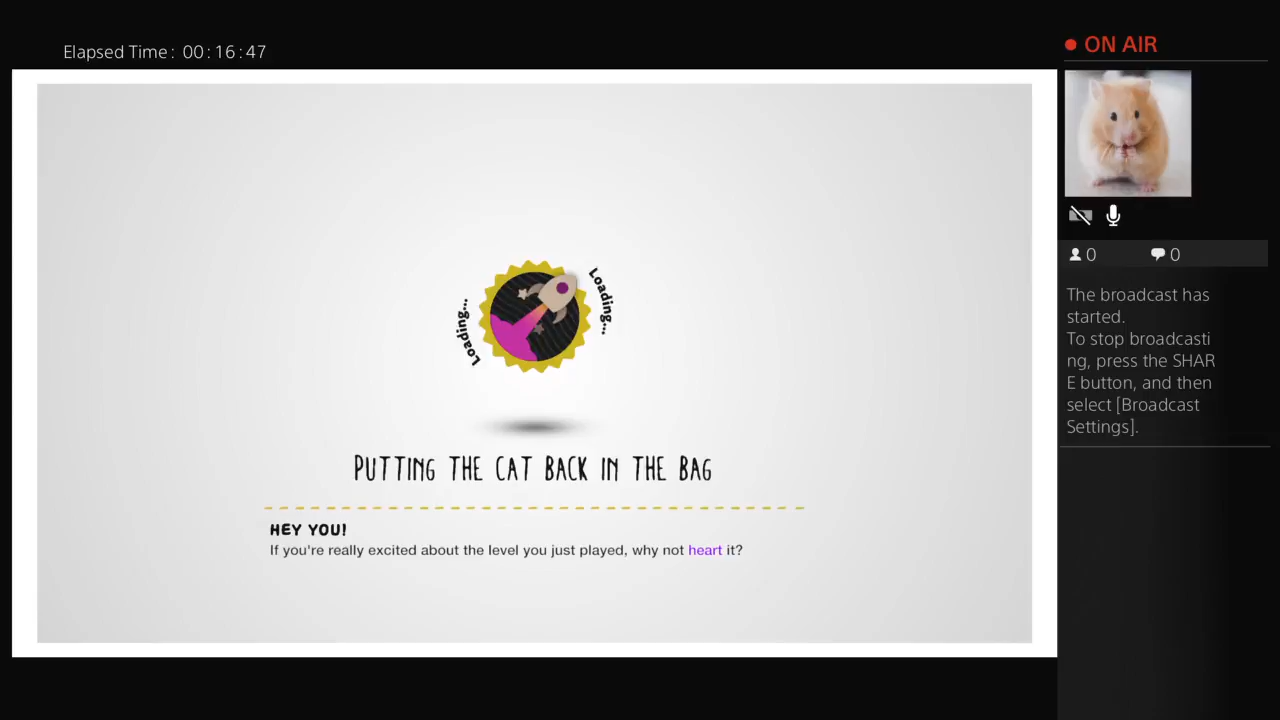 Elapsed Time: 00:16:47
ON AIR
Loading...
Loading...
0 0
The broadcast has
started.
To stop broadcasti
ng, press the SHAR
E button, and then
select [Broadcast
Settings].
PUTTING THE CAT BACK IN THE BAG
HEY YOU!
If you're really excited about the level you just played, why not heart it?